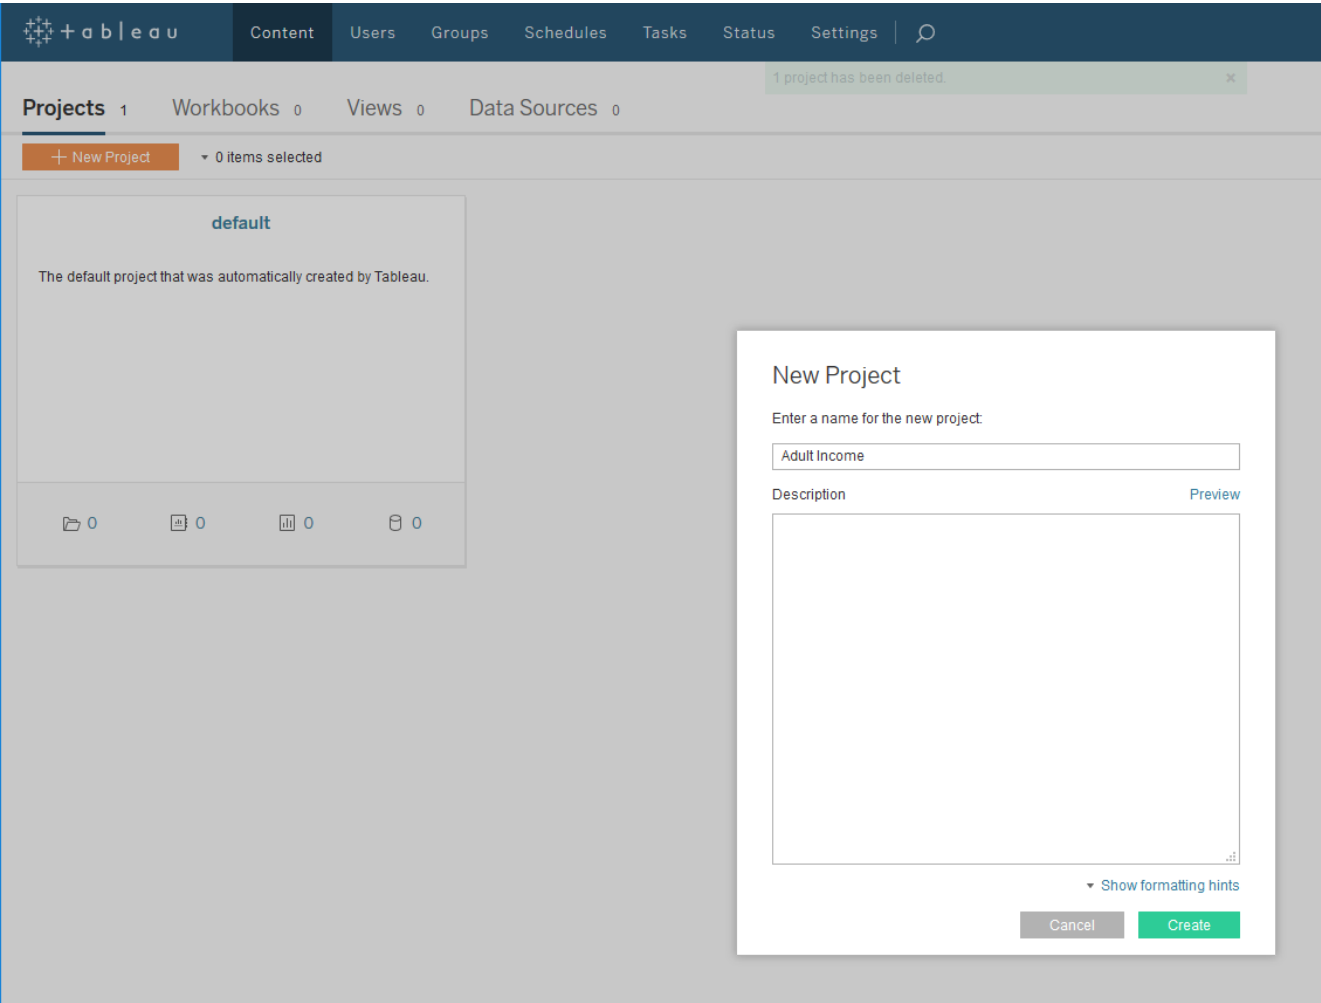 + a b | e a u
Content Users Groups Schedules Tasks Status Settings
1 project has been deleted. ×
Projects 1 Workbooks 0 Views 0 Data Sources 0
+ New Project 0 items selected
default
The default project that was automatically created by Tableau.
0 0 0 0
New Project
Enter a name for the new project:
Adult Income
Description Preview
Show formatting hints
Cancel Create